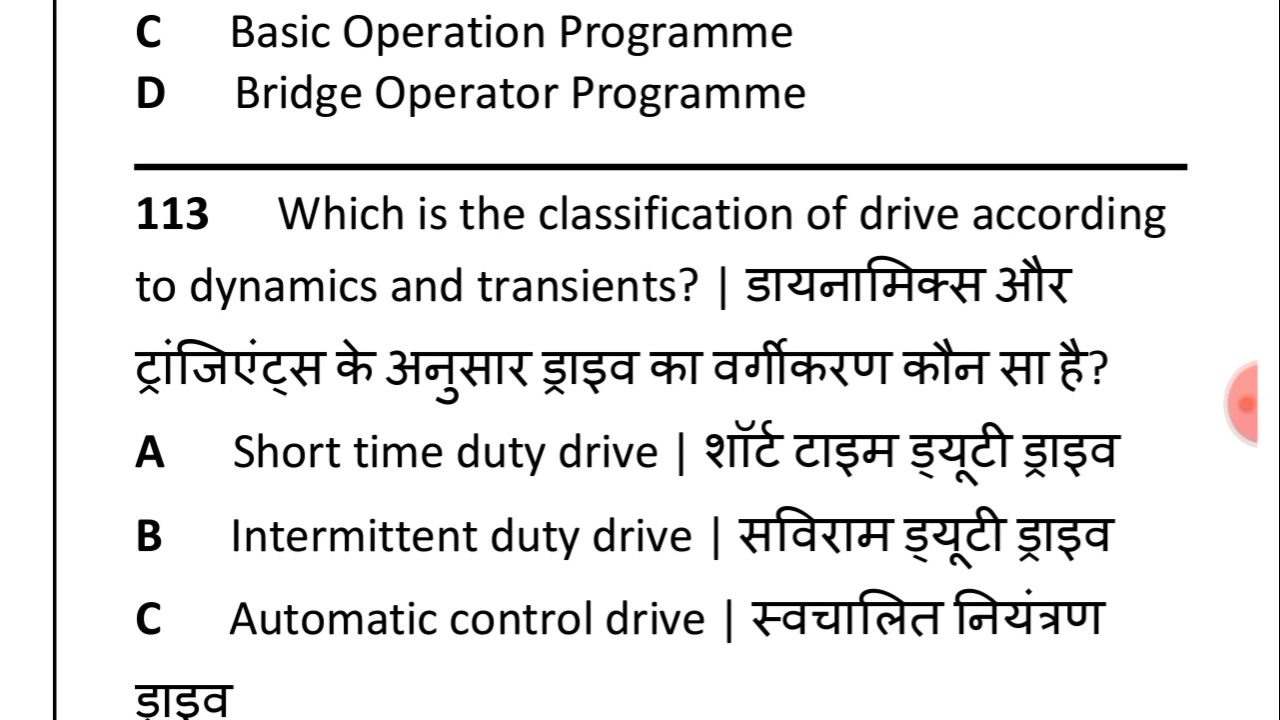 C Basic Operation Programme
D Bridge Operator Programme
113 Which is the classification of drive according
to dynamics and transients? | डायनामिक्स और
ट्रांजिएंट्स के अनुसार ड्राइव का वर्गीकरण कौन सा है?
A Short time duty drive | शॉर्ट टाइम ड्यूटी ड्राइव
B Intermittent duty drive | सविराम ड्यूटी ड्राइव
C Automatic control drive | स्वचालित नियंत्रण
ड्राइव